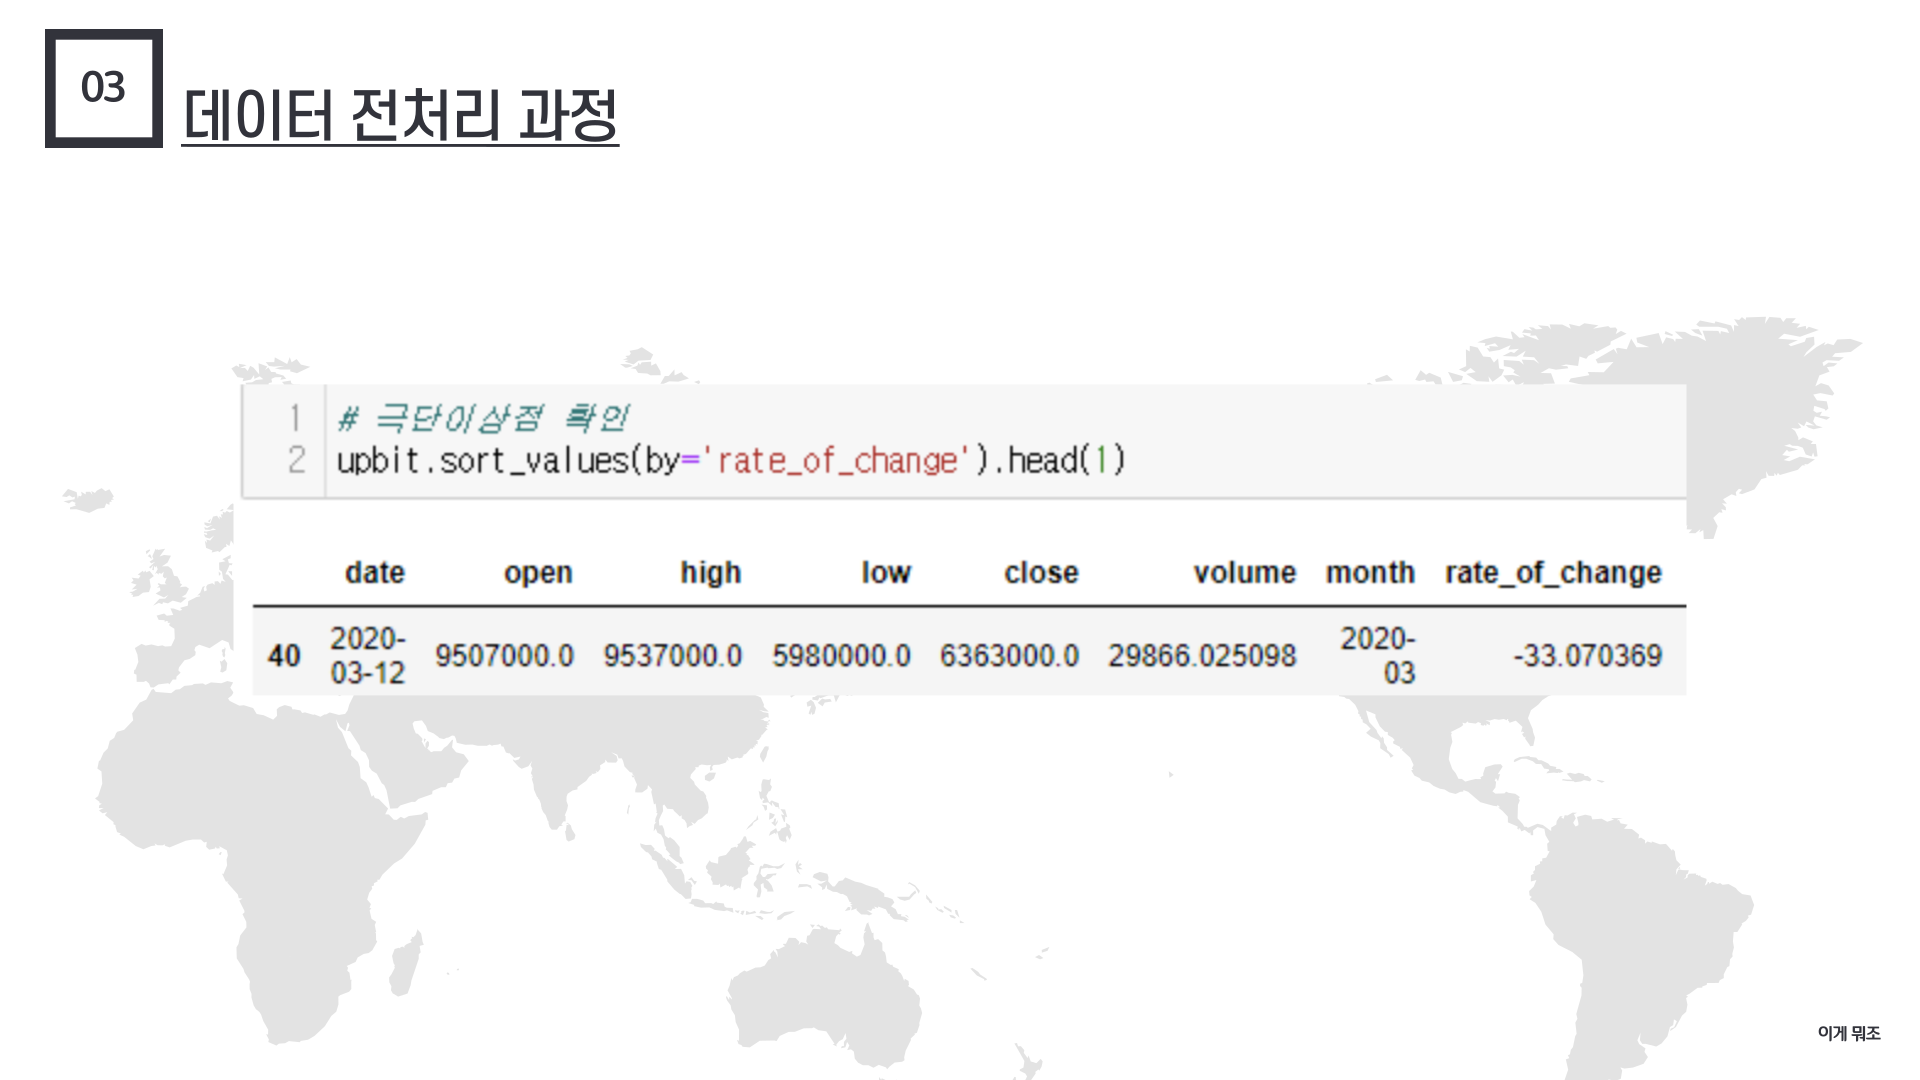 03
데이터 전처리 과정
1 # 극단이상점 확인
2 upbit.sort_values(by='rate_of_change').head(1)
date open high low close volume month rate_of_change
40 2020-03-12 9507000.0 9537000.0 5980000.0 6363000.0 29866.025098 2020-03 -33.070369
이게 뭐조